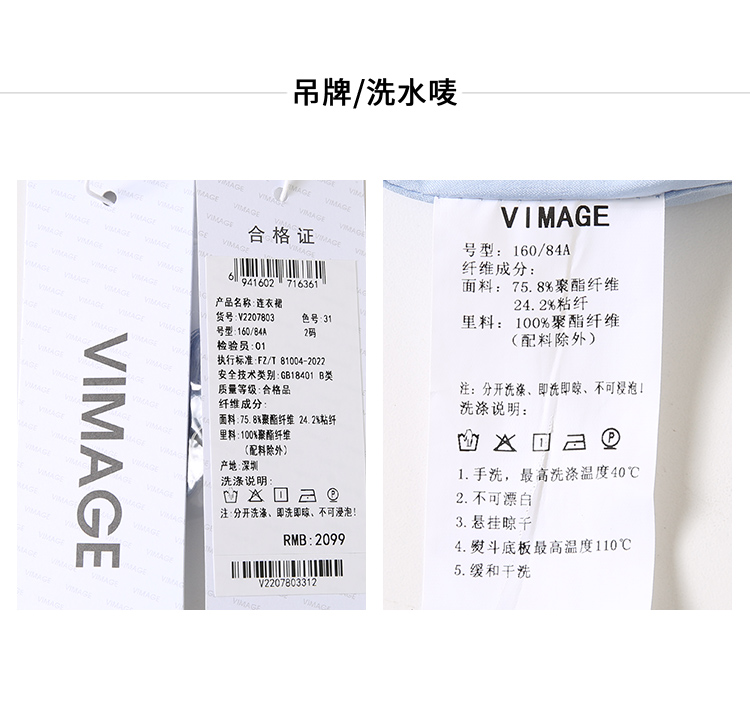 吊牌/洗水唛
VIMAGE
合格证
6 941602 716361
产品名称:连衣裙
货号:V2207803 色号:31
号型:160/84A 2码
检验员:01
执行标准:FZ/T 81004-2022
安全技术类别:GB18401 B类
质量等级:合格品
纤维成分:
面料:75.8%聚酯纤维 24.2%粘纤
里料:100%聚酯纤维
(配料除外)
产地:深圳
洗涤说明:
注:分开洗涤、即洗即晾、不可浸泡!
RMB:2099
V2207803312
VIMAGE
号型: 160/84A
纤维成分:
面料: 75.8%聚酯纤维
24.2%粘纤
里料: 100%聚酯纤维
(配料除外)
注: 分开洗涤、即洗即晾、不可浸泡!
洗涤说明:
1.手洗，最高洗涤温度40℃
2.不可漂白
3.悬挂晾干
4.熨斗底板最高温度110℃
5.缓和干洗